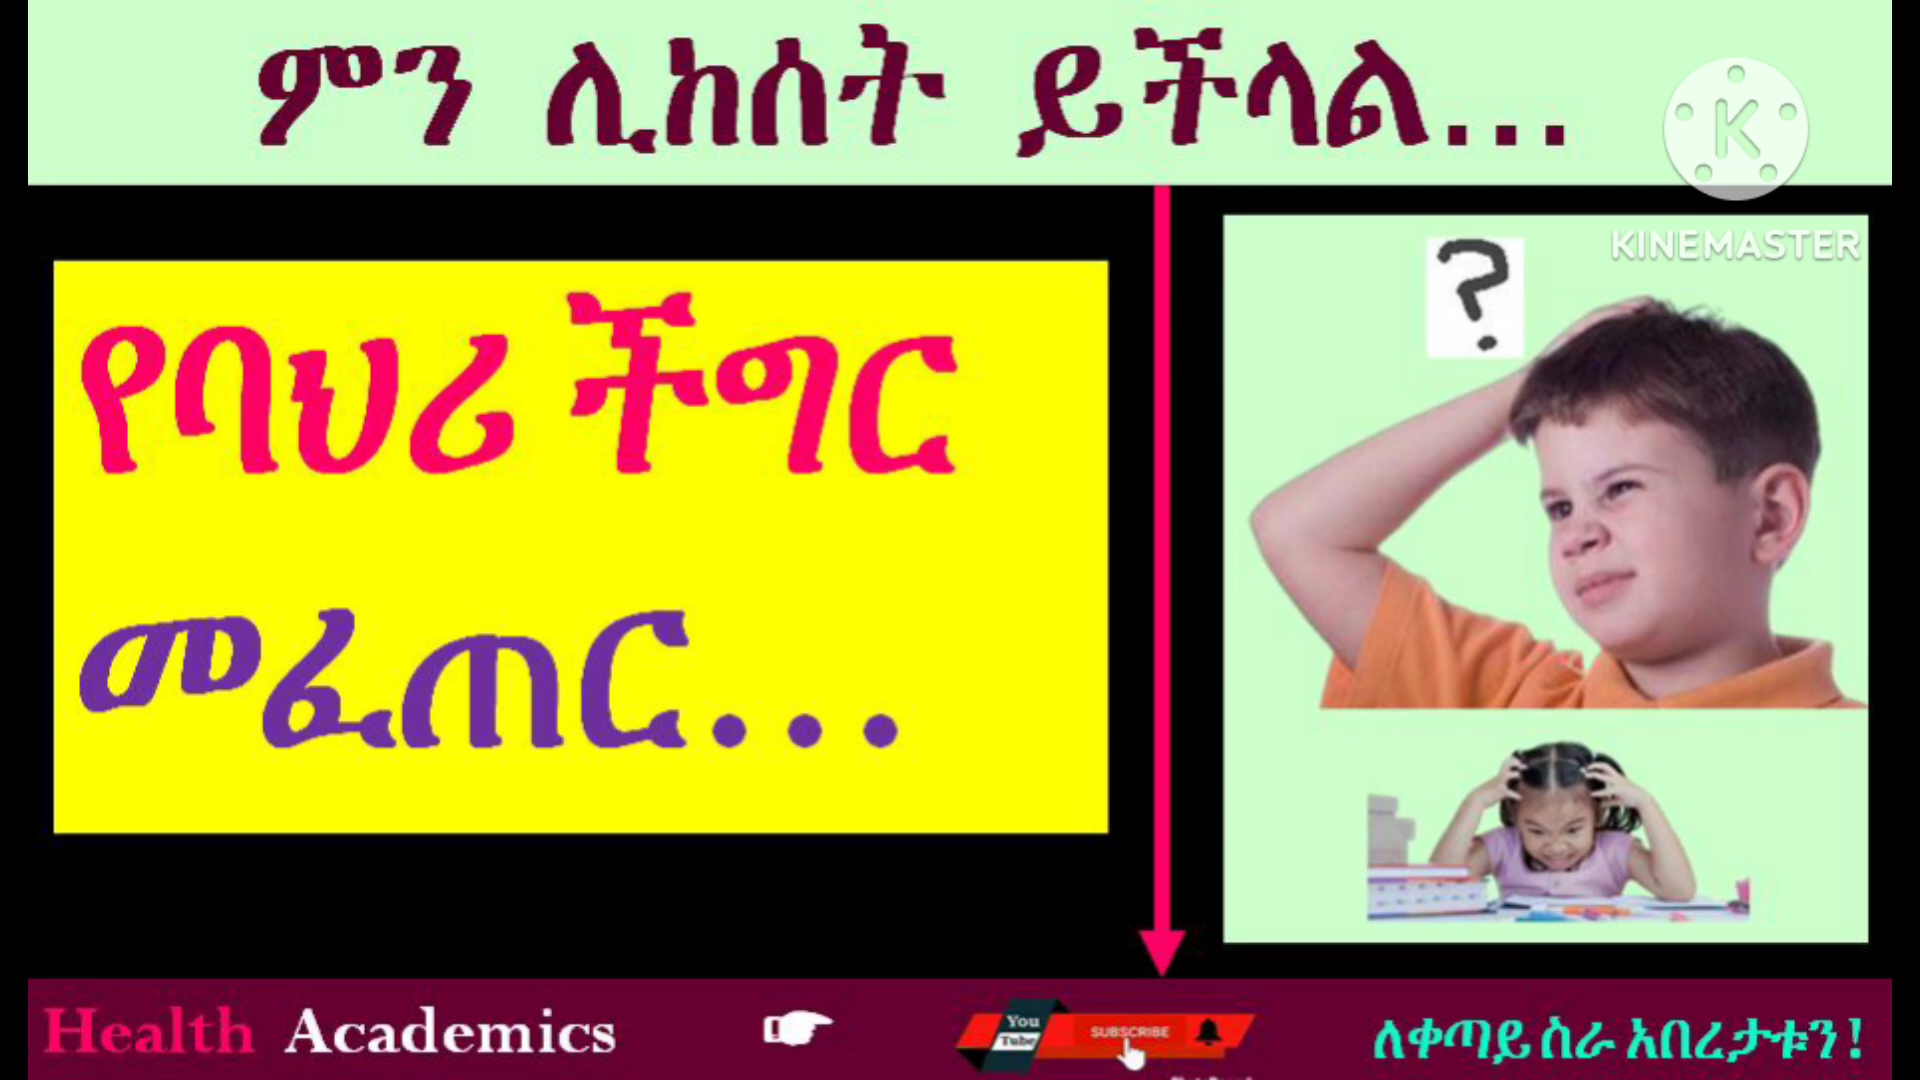 ምን ሊከሰት ይችላል...
K
KINEMASTER
?
የባህሪ ችግር
መፈጠር...
Health Academics
You
Tube
SUBSCRIBE
ለቀጣይ ስራ አበረታቱን!